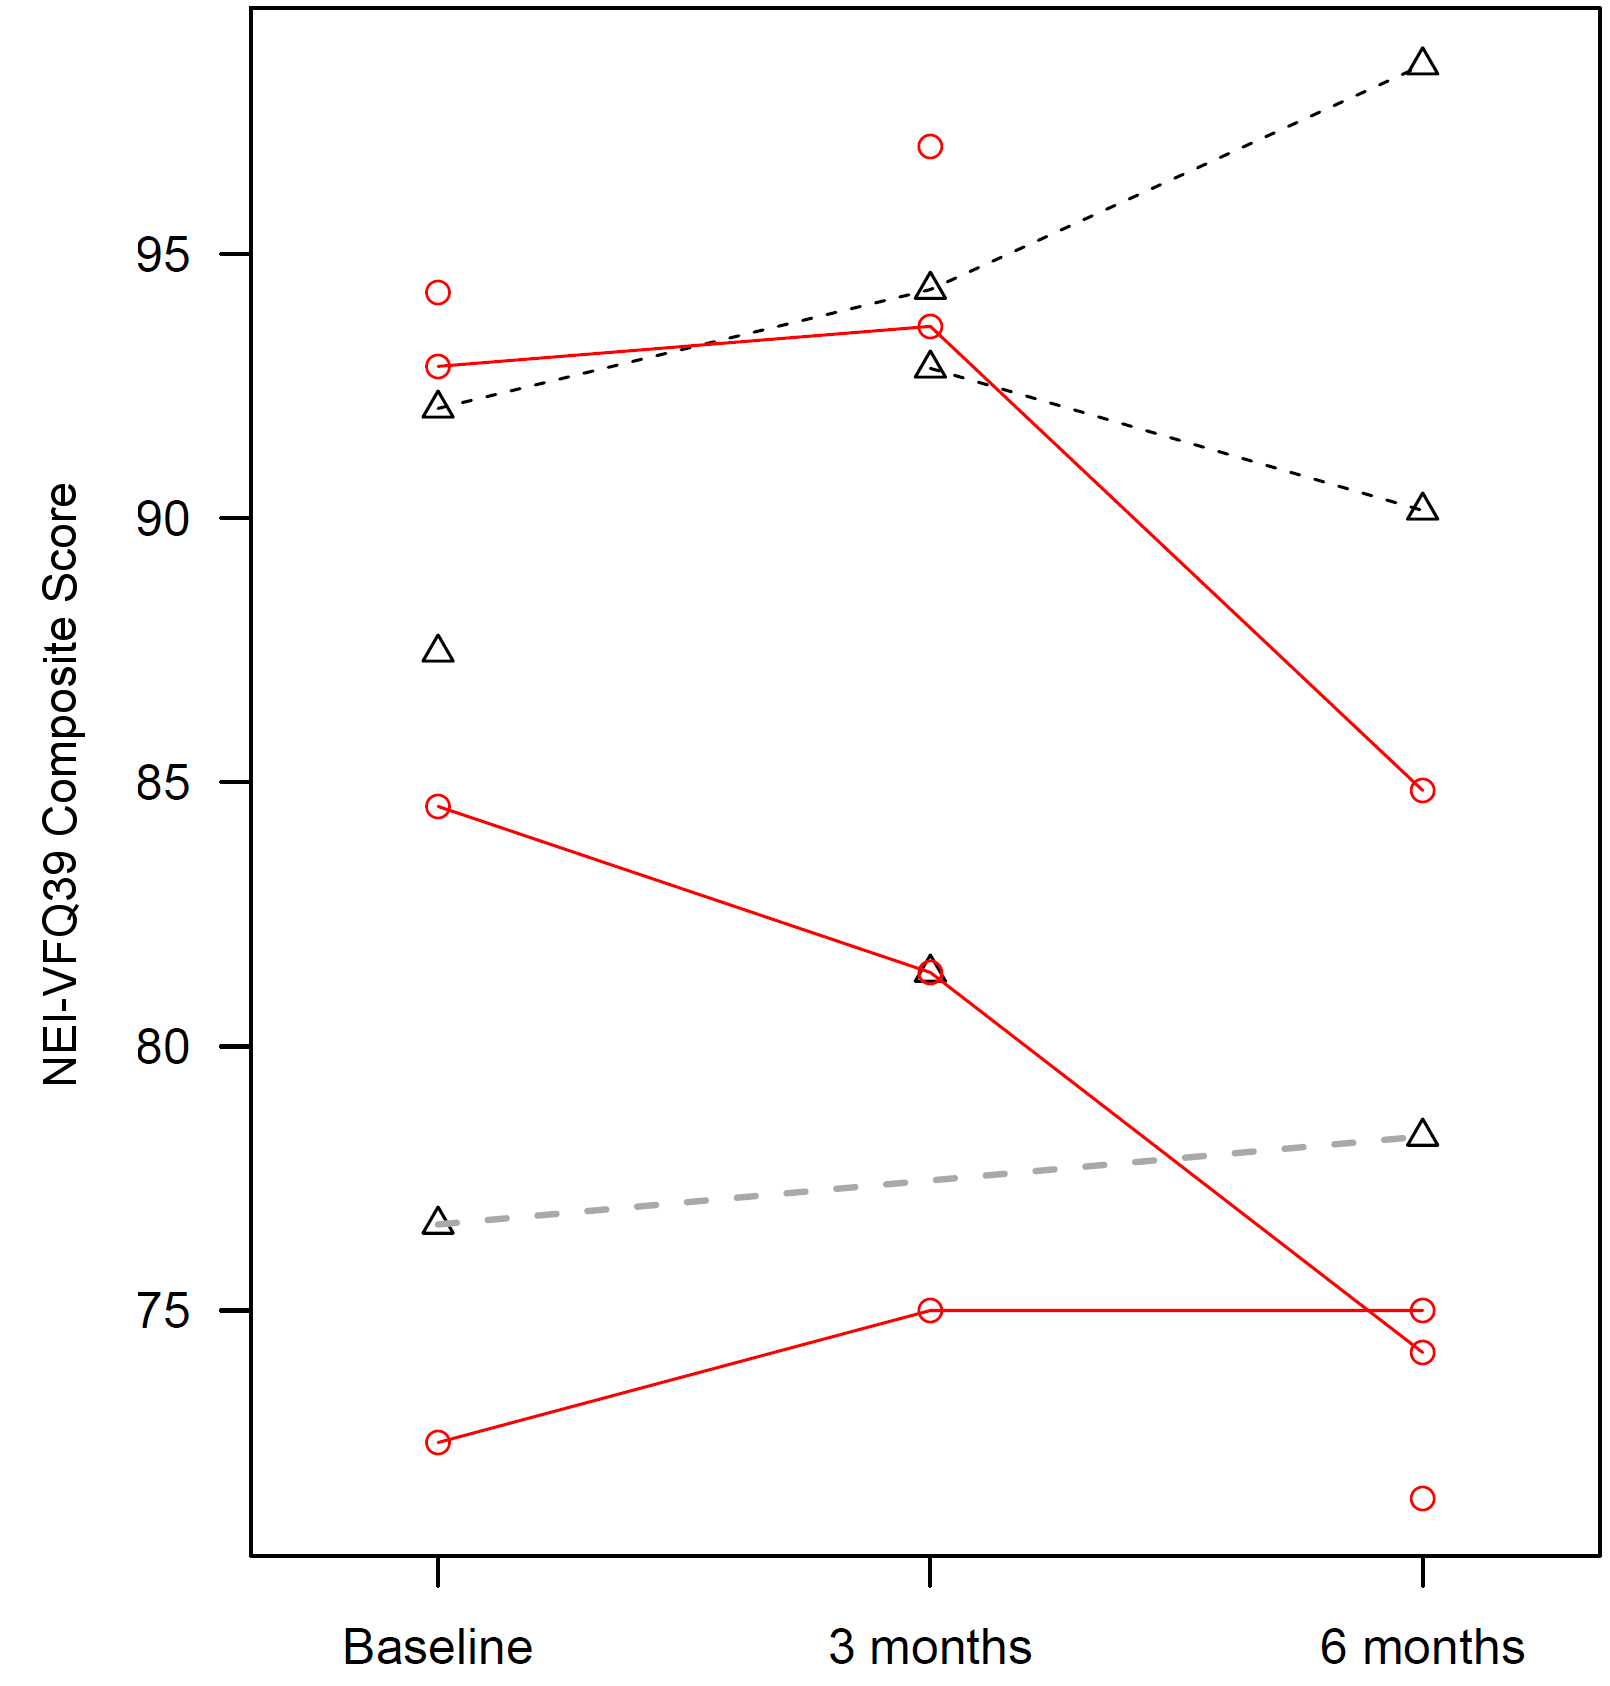 NEI-VFQ39 Composite Score
95
90
85
80
75
Baseline
3 months
6 months